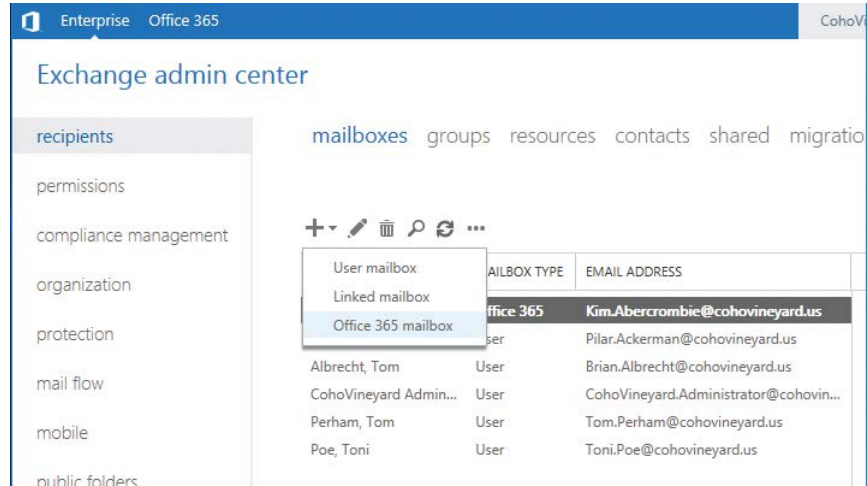 Enterprise Office 365 CohoVi
Exchange admin center
recipients
permissions
compliance management
organization
protection
mail flow
mobile
public folders
mailboxes groups resources contacts shared migratio
User mailbox
Linked mailbox
Office 365 mailbox
AILBOX TYPE EMAIL ADDRESS
ffice 365 Kim.Abercrombie@cohovineyard.us
ser Pilar.Ackerman@cohovineyard.us
Albrecht, Tom User Brian.Albrecht@cohovineyard.us
CohoVineyard Admin... User CohoVineyard.Administrator@cohovin...
Perham, Tom User Tom.Perham@cohovineyard.us
Poe, Toni User Toni.Poe@cohovineyard.us